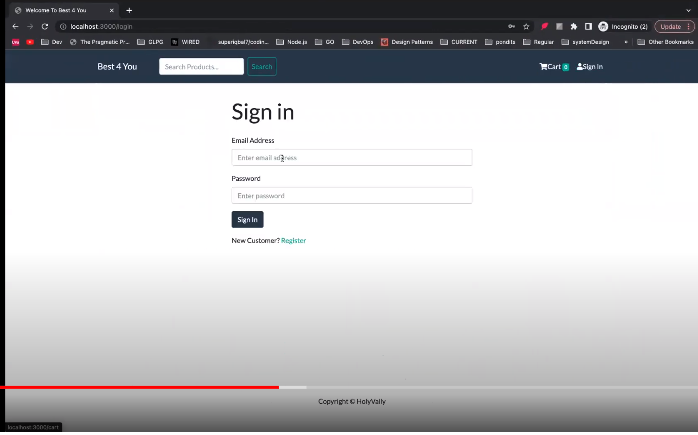 Welcome To Best 4 You
localhost:3000/login
Incognito (2)
Update
Dev
The Pragmatic Pr...
GLPG
WIRED
superiqbal7/codin...
Node.js
GO
DevOps
Design Patterns
CURRENT
pondits
Regular
systemDesign
»
Other Bookmarks
Best 4 You
Search Products...
Search
Cart 0
Sign In
Sign in
Email Address
Enter email address
Password
Enter password
Sign In
New Customer? Register
Copyright © HolyVally
localhost:3000/cart